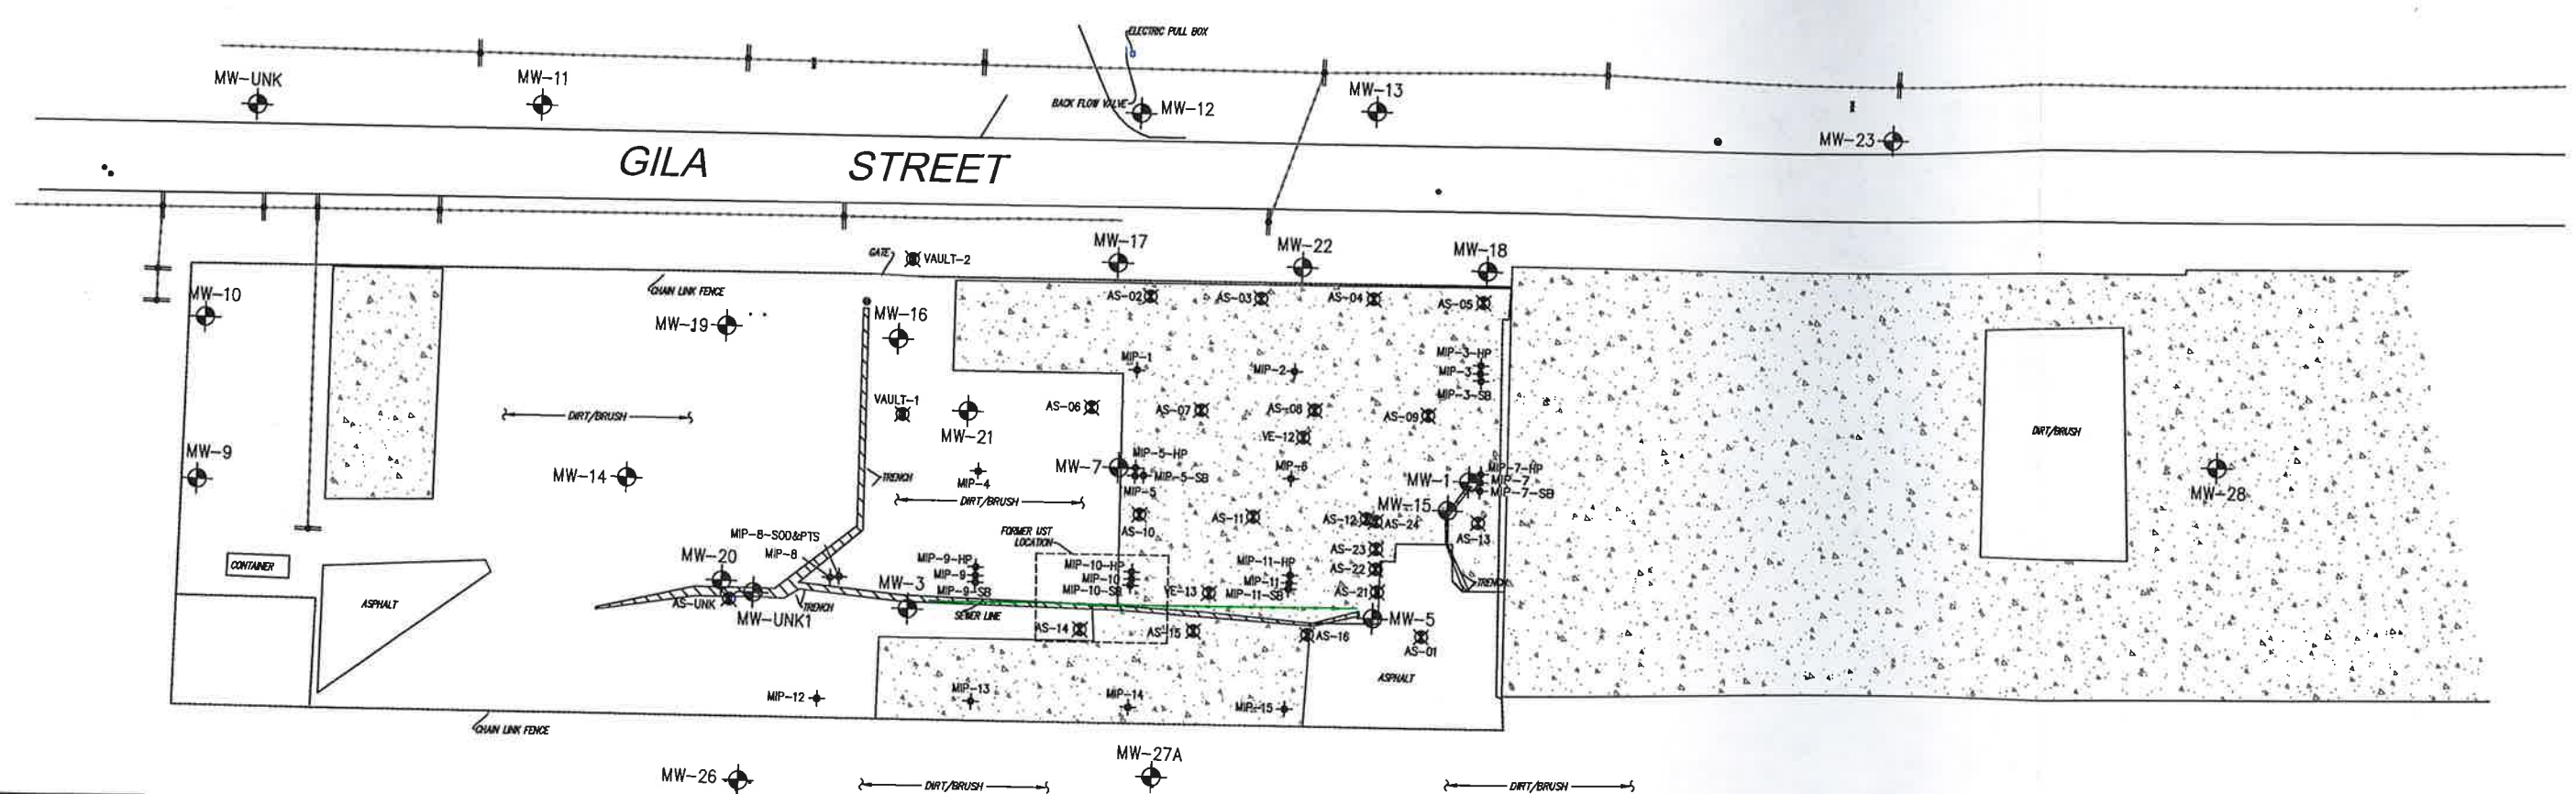 ELECTRIC PULL BOX
MW-UNK
MW-11
BACK FLOW VALVE
MW-12
MW-13
MW-23
GILA STREET
MW-17
MW-22
MW-18
GATE
VAULT-2
CHAIN LINK FENCE
MW-10
MW-19
MW-16
AS-02
AS-03
AS-04
AS-05
MIP-1
MIP-2
MIP-3-HP
MIP-3
MIP-3-SB
DIRT/BRUSH
VAULT-1
MW-21
AS-06
AS-07
AS-08
AS-09
VE-12
DIRT/BRUSH
MW-9
MW-14
TRENCH
MIP-4
DIRT/BRUSH
MW-7
MIP-5-HP
MIP-5-SB
MIP-5
MIP-6
MW-1
MIP-7-HP
MIP-7
MIP-7-SB
MW-28
MW-15
AS-10
AS-11
AS-12
AS-24
AS-13
FORMER UST
LOCATION
MIP-8-SOD&PTS
MIP-8
AS-23
AS-22
AS-21
CONTAINER
MW-20
MIP-9-HP
MIP-9
MIP-9-SB
MIP-10-HP
MIP-10
MIP-10-SB
MIP-11-HP
MIP-11
MIP-11-SB
VE-13
TRENCH
ASPHALT
AS-UNK
MW-UNK1
TRENCH
MW-3
SEWER LINE
AS-14
AS-15
AS-16
MW-5
AS-01
ASPHALT
MIP-12
MIP-13
MIP-14
MIP-15
CHAIN LINK FENCE
MW-26
DIRT/BRUSH
MW-27A
DIRT/BRUSH